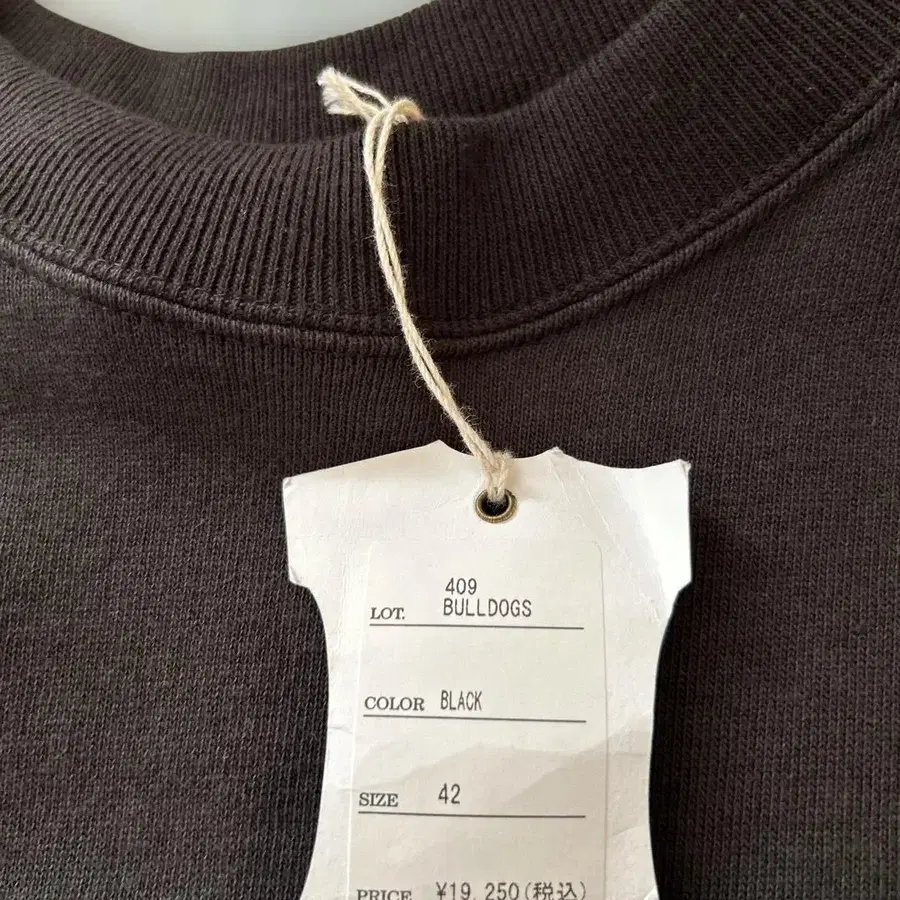 409
LOT. BULLDOGS
COLOR BLACK
SIZE 42
PRICE ¥19,250(税込)